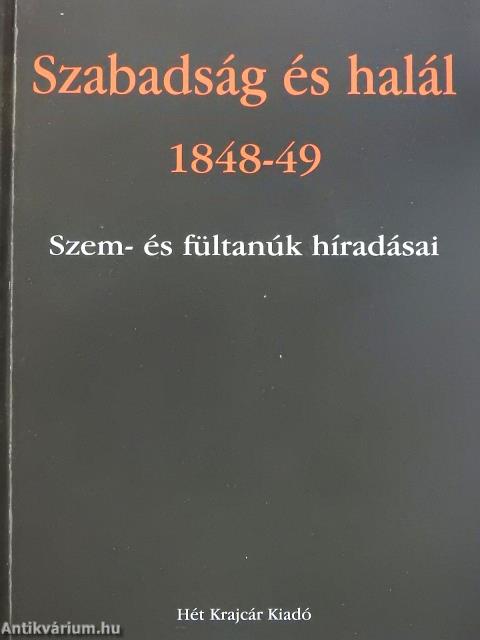 Szabadság és halál
1848-49
Szem- és fültanúk híradásai
Hét Krajcár Kiadó
Antikvárium.hu